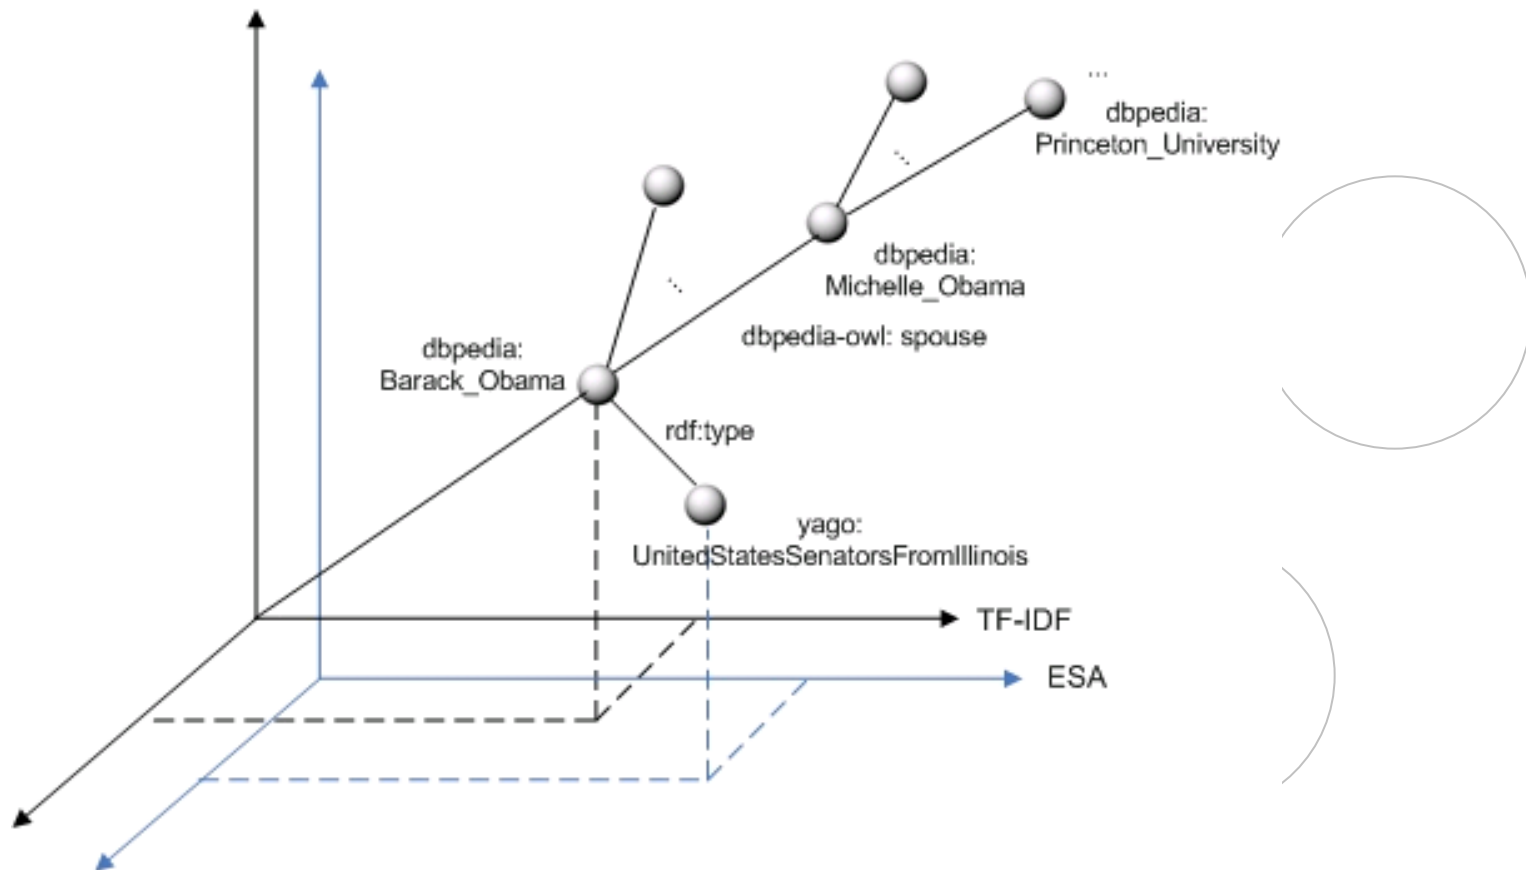 ...
dbpedia:
Princeton_University
dbpedia:
Michelle_Obama
dbpedia-owl: spouse
dbpedia:
Barack_Obama
rdf:type
yago:
UnitedStatesSenatorsFromIllinois
TF-IDF
ESA